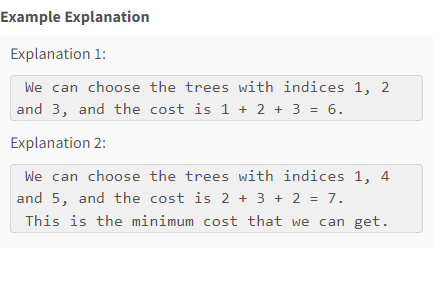 Example Explanation
Explanation 1:
We can choose the trees with indices 1, 2
and 3, and the cost is 1 + 2 + 3 = 6.
Explanation 2:
We can choose the trees with indices 1, 4
and 5, and the cost is 2 + 3 + 2 = 7.
This is the minimum cost that we can get.